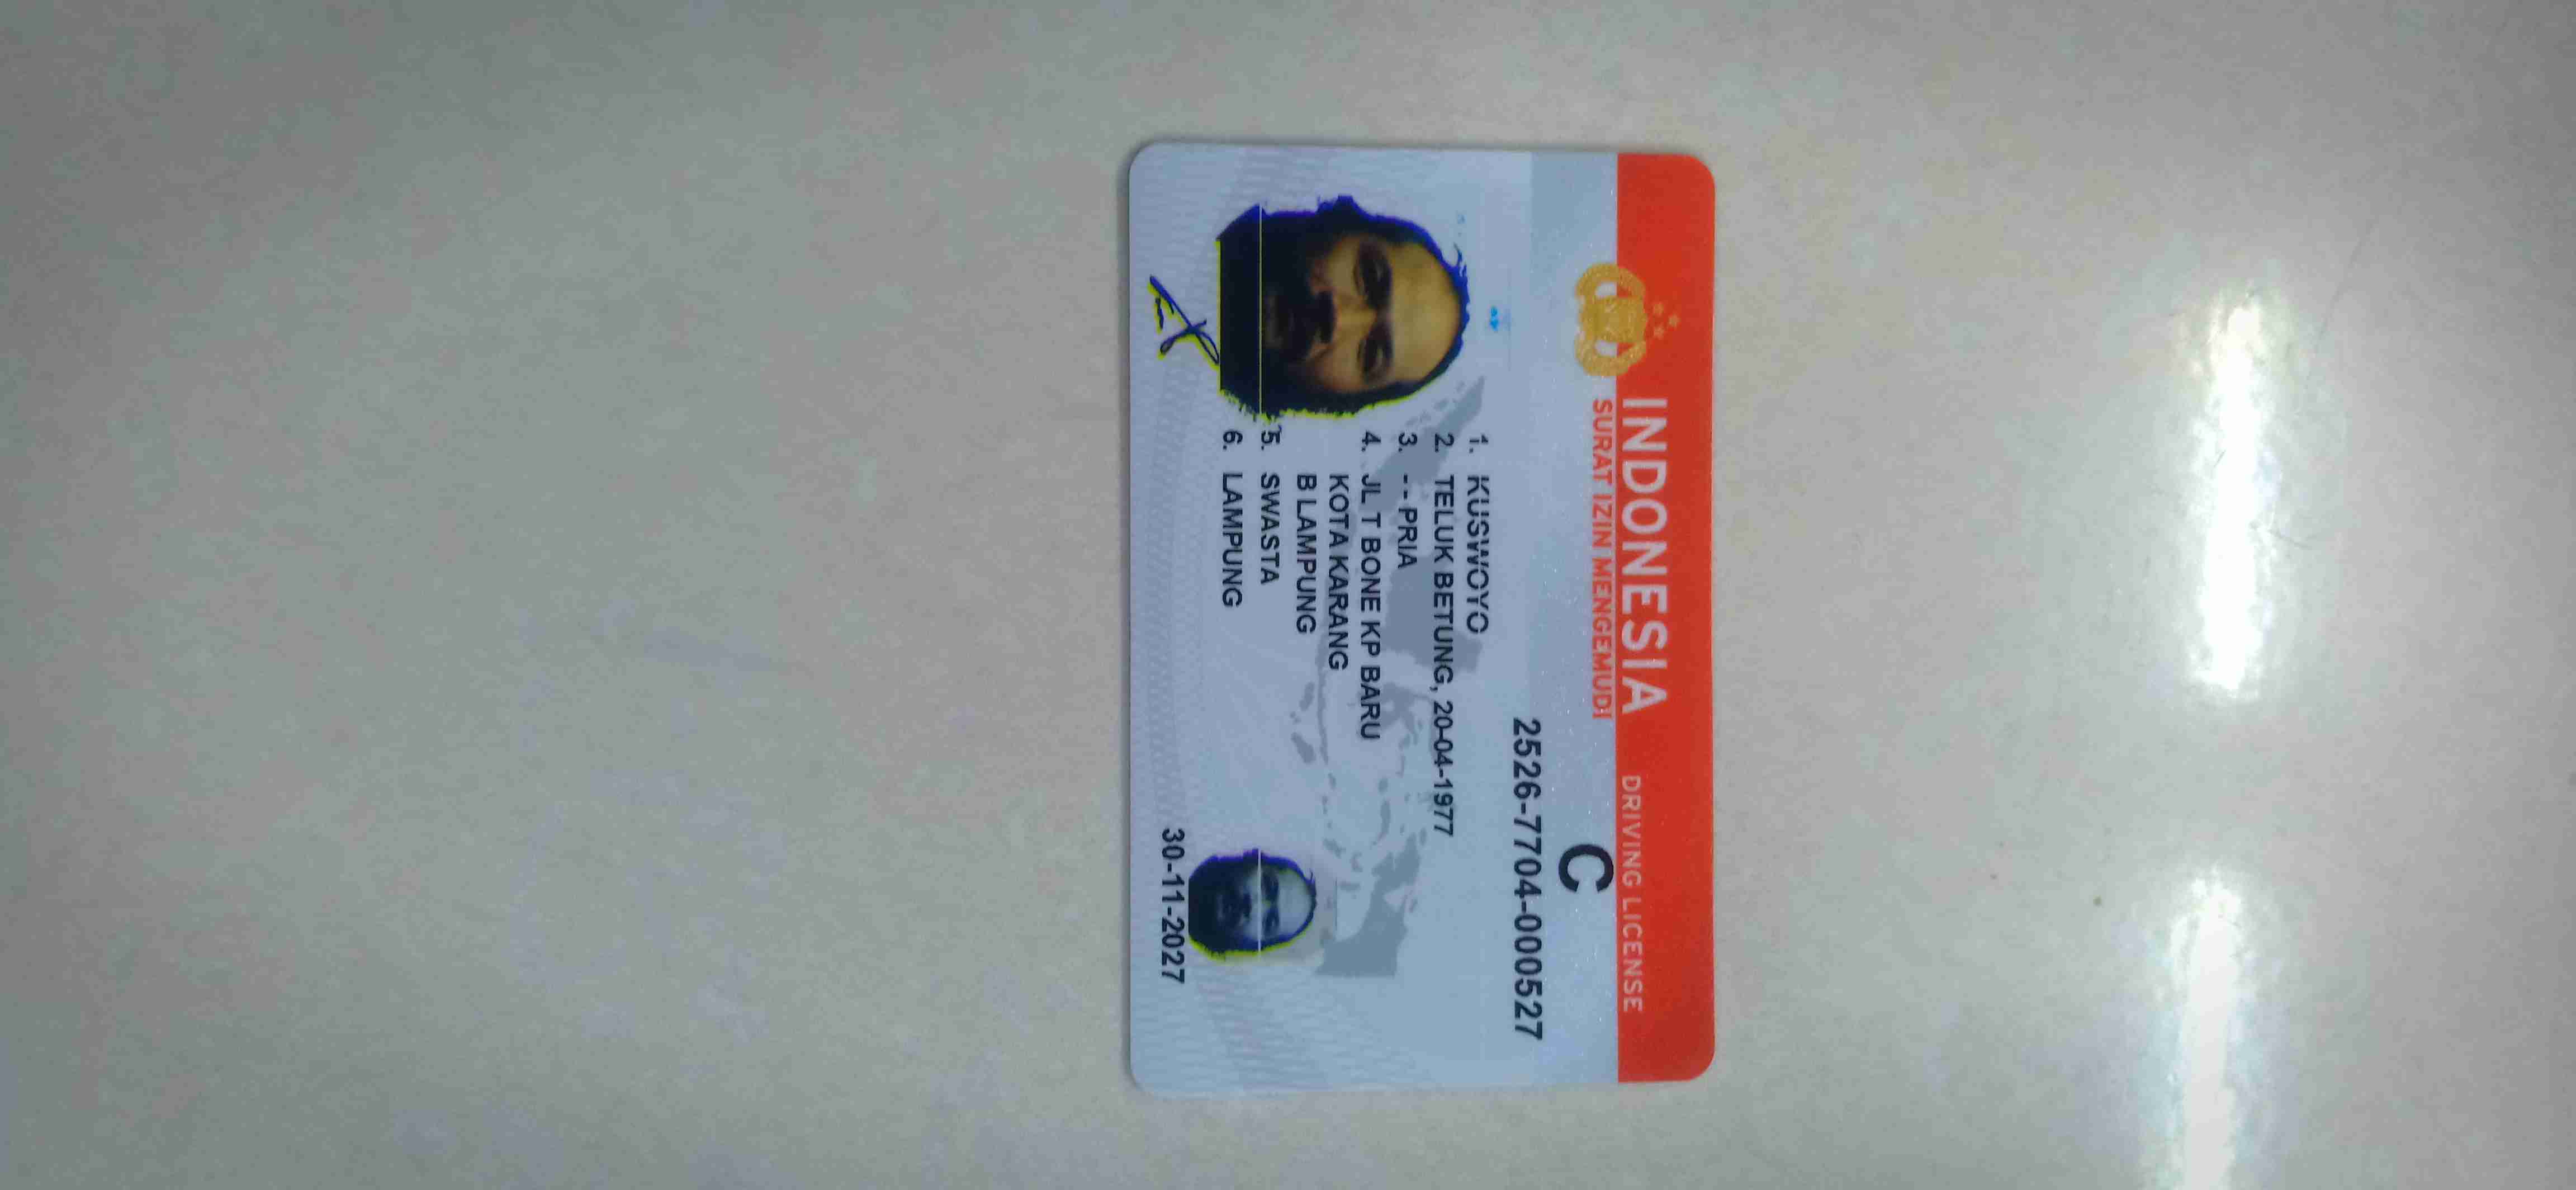 INDONESIA DRIVING LICENSE
SURAT IZIN MENGEMUDI
C
2526-7704-000527
1. KUSWOYO
2. TELUK BETUNG, 20-04-1977
3. - - PRIA
4. JL T BONE KP BARU
KOTA KARANG
B LAMPUNG
5. SWASTA
6. LAMPUNG
30-11-2027